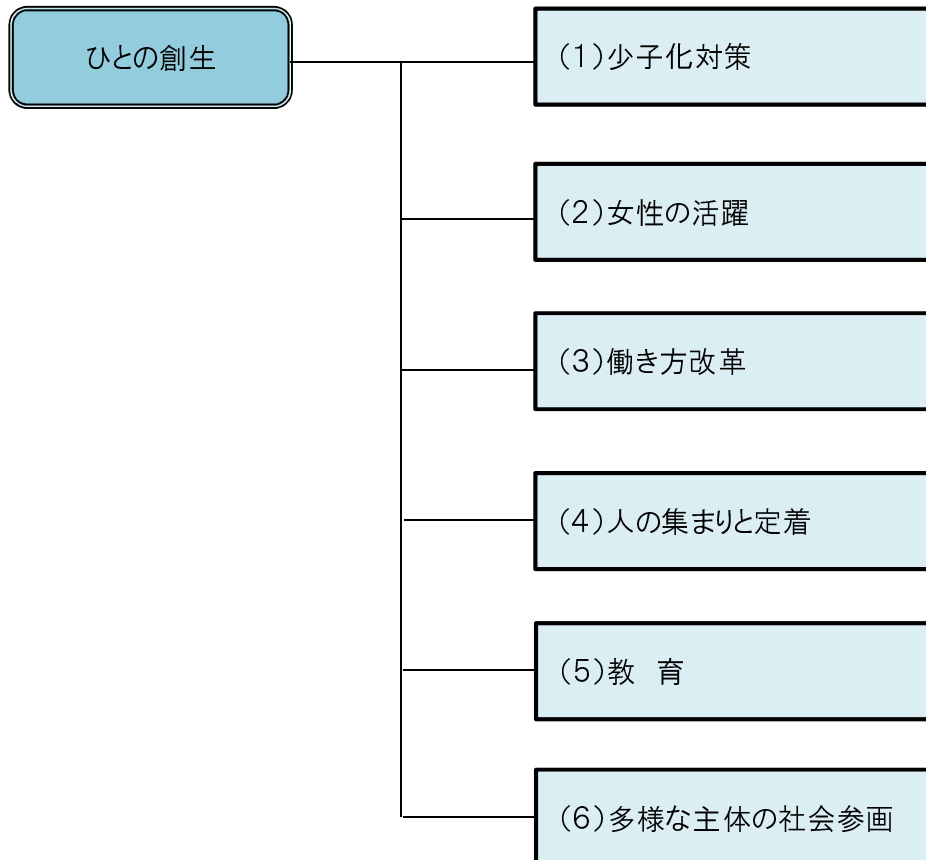 ひとの創生
(1)少子化対策
(2)女性の活躍
(3)働き方改革
(4)人の集まりと定着
(5)教　育
(6)多様な主体の社会参画